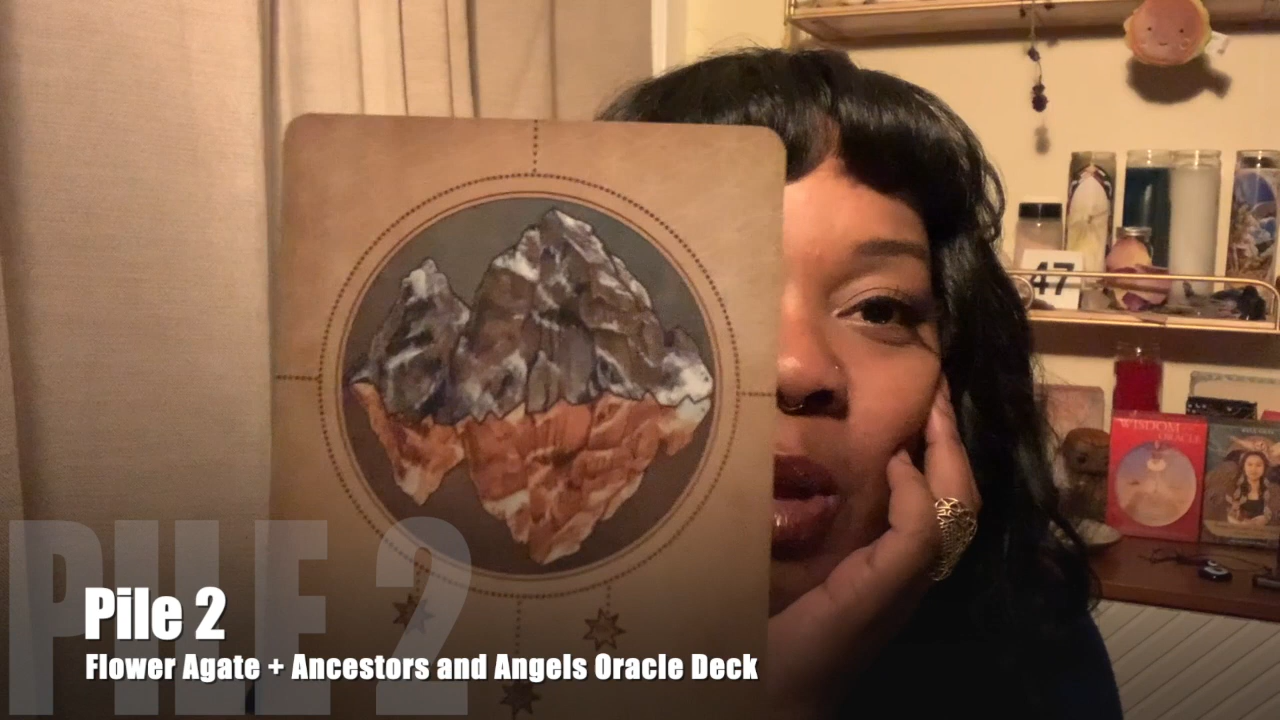 47
WISDOM
ORACLE
PILE 2
Pile 2
Flower Agate + Ancestors and Angels Oracle Deck